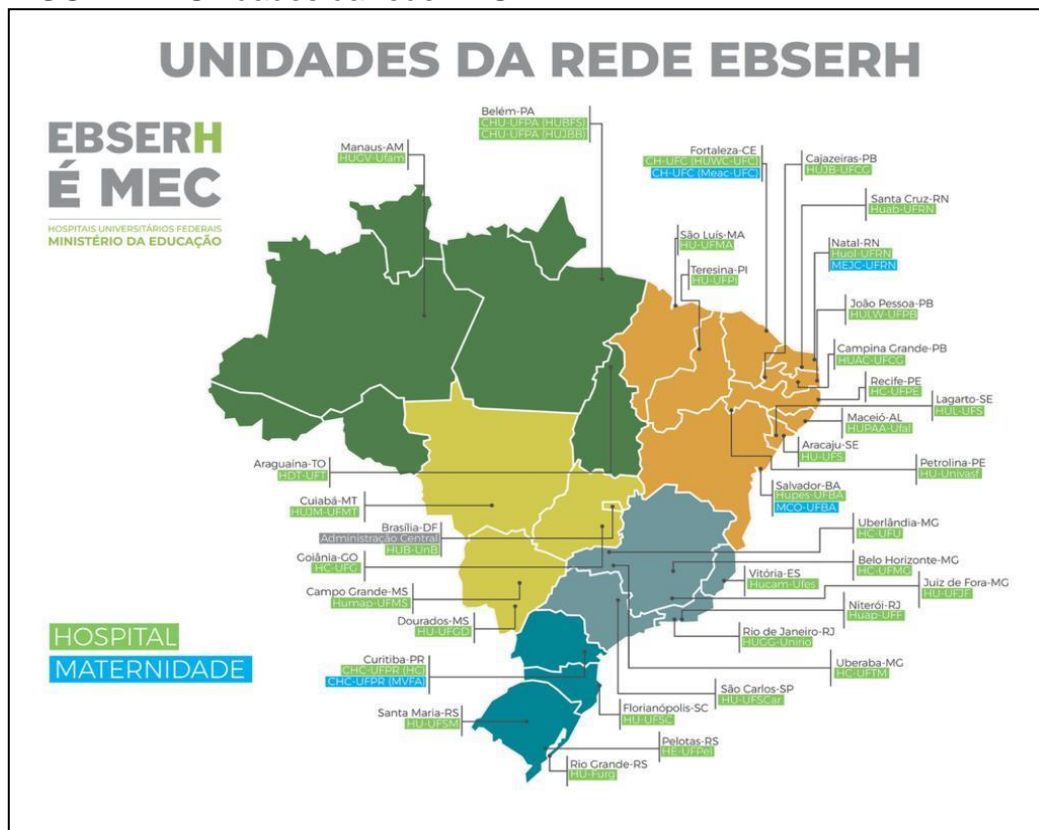 UNIDADES DA REDE EBSERH
EBSERH
É MEC
HOSPITAIS UNIVERSITÁRIOS FEDERAIS
MINISTÉRIO DA EDUCAÇÃO
Belém-PA
CHU-UFPA (HUBFS)
CHU-UFPA (HUJBB)
Manaus-AM
HUGV-Ufam
Fortaleza-CE
CH-UFC (HUWC-UFC)
CH-UFC (Meac-UFC)
Cajazeiras-PB
HUJB-UFCG
Santa Cruz-RN
Huab-UFRN
São Luís-MA
HU-UFMA
Natal-RN
Huol-UFRN
MEJC-UFRN
Teresina-PI
HU-UFPI
João Pessoa-PB
HULW-UFPB
Campina Grande-PB
HUAC-UFCG
Recife-PE
HC-UFPE
Lagarto-SE
HUL-UFS
Maceió-AL
HUPAA-Ufal
Aracaju-SE
HU-UFS
Petrolina-PE
HU-Univasf
Araguaína-TO
HDT-UFT
Salvador-BA
Hupes-UFBA
MCO-UFBA
Cuiabá-MT
HUJM-UFMT
Brasília-DF
Administração Central
HUB-UnB
Uberlândia-MG
HC-UFU
Goiânia-GO
HC-UFG
Belo Horizonte-MG
HC-UFMG
Vitória-ES
Hucam-Ufes
Juiz de Fora-MG
HU-UFJF
Campo Grande-MS
Humap-UFMS
Niterói-RJ
Huap-UFF
Dourados-MS
HU-UFGD
Rio de Janeiro-RJ
HUGG-Unirio
HOSPITAL
MATERNIDADE
Curitiba-PR
CHC-UFPR (HC)
CHC-UFPR (MVFA)
Uberaba-MG
HC-UFTM
São Carlos-SP
HU-UFSCar
Florianópolis-SC
HU-UFSC
Santa Maria-RS
HU-UFSM
Pelotas-RS
HE-UFPel
Rio Grande-RS
HU-Furg